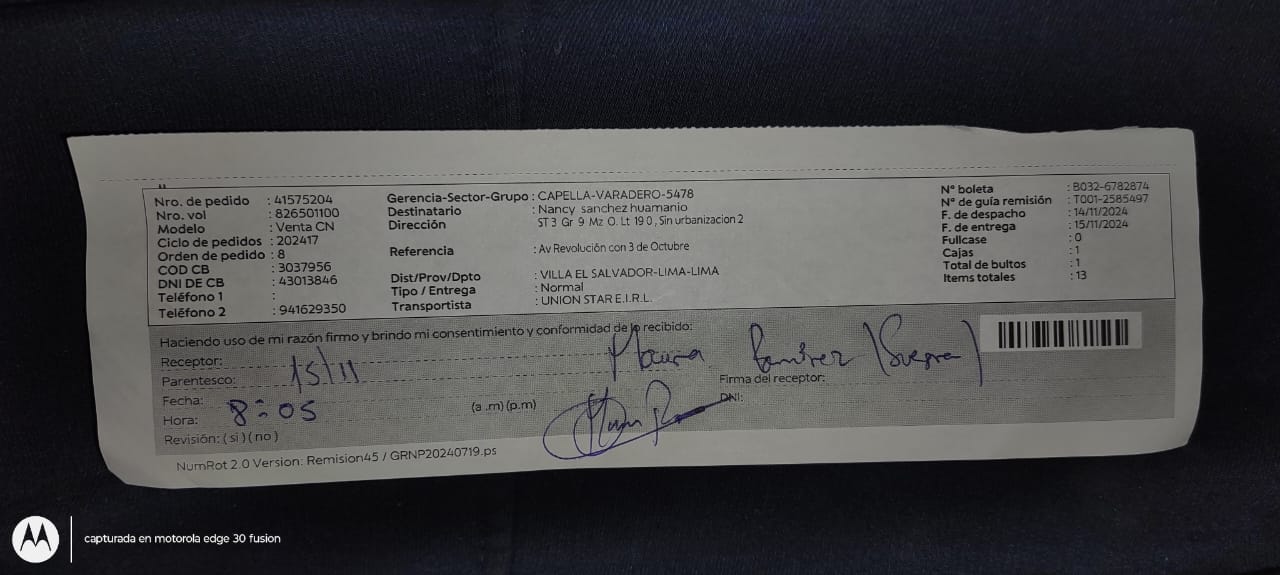 Nro. de pedido : 41575204
Nro. vol : 826501100
Modelo : Venta CN
Ciclo de pedidos : 202417
Orden de pedido : 8
COD CB : 3037956
DNI DE CB : 43013846
Teléfono 1 :
Teléfono 2 : 941629350
Gerencia-Sector-Grupo : CAPELLA-VARADERO-5478
Destinatario : Nancy sanchez huamanio
Dirección ST 3 Gr 9 Mz O. Lt 19 0 , Sin urbanizacion 2
Referencia : Av Revolución con 3 de Octubre
Dist/Prov/Dpto : VILLA EL SALVADOR-LIMA-LIMA
Tipo / Entrega : Normal
Transportista : UNION STAR E.I.R.L.
N° boleta : B032-6782874
N° de guía remisión : T001-2585497
F. de despacho : 14/11/2024
F. de entrega : 15/11/2024
Fullcase : 0
Cajas : 1
Total de bultos : 1
Items totales : 13
Haciendo uso de mi razón firmo y brindo mi consentimiento y conformidad de lo recibido:
Receptor: Ramirez (Suegra)
Parentesco: 15/11
Fecha:
Hora: 8:05 (a .m) (p.m)
Firma del receptor:
DNI:
Revisión: ( si ) ( no )
NumRot 2.0 Version: Remision45 / GRNP20240719.ps
capturada en motorola edge 30 fusion